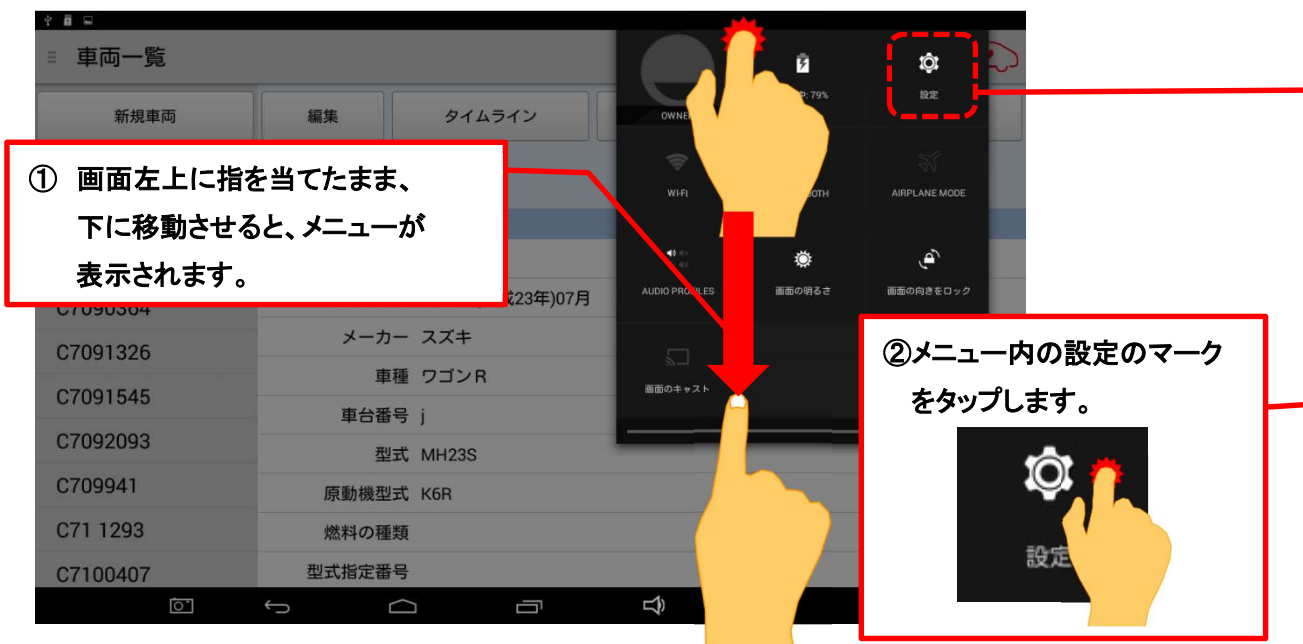 車両一覧
新規車両
編集
タイムライン
中: 79%
設定
WI-FI
AIRPLANE MODE
① 画面左上に指を当てたまま、
下に移動させると、メニューが
表示されます。
AUDIO PROFILES
画面の明るさ
画面の向きをロック
23年)07月
C7090364
メーカー スズキ
C7091326
車種 ワゴンR
画面のキャスト
C7091545
車台番号 j
C7092093
型式 MH23S
C709941
原動機型式 K6R
C71 1293
燃料の種類
C7100407
型式指定番号
②メニュー内の設定のマーク
をタップします。
設定